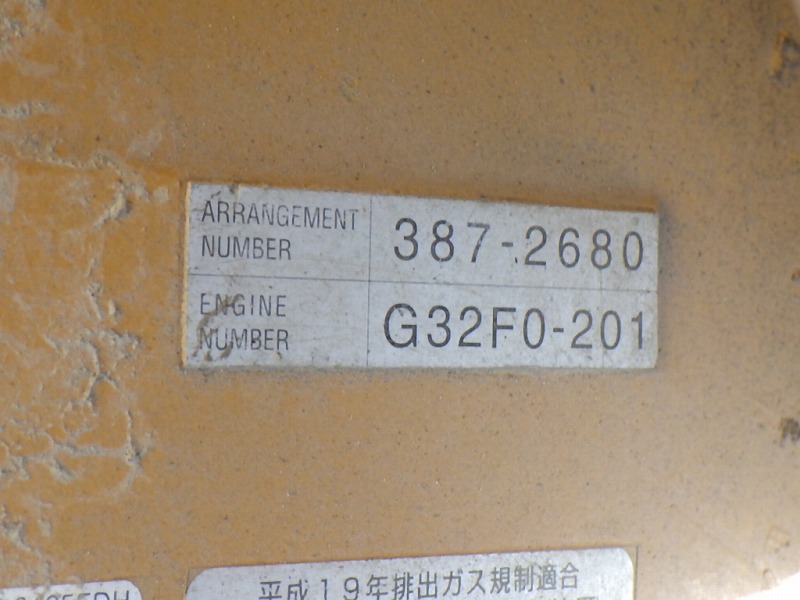 ARRANGEMENT
NUMBER
387-2680
ENGINE
NUMBER
G32F0-201
平成19年排出ガス規制適合